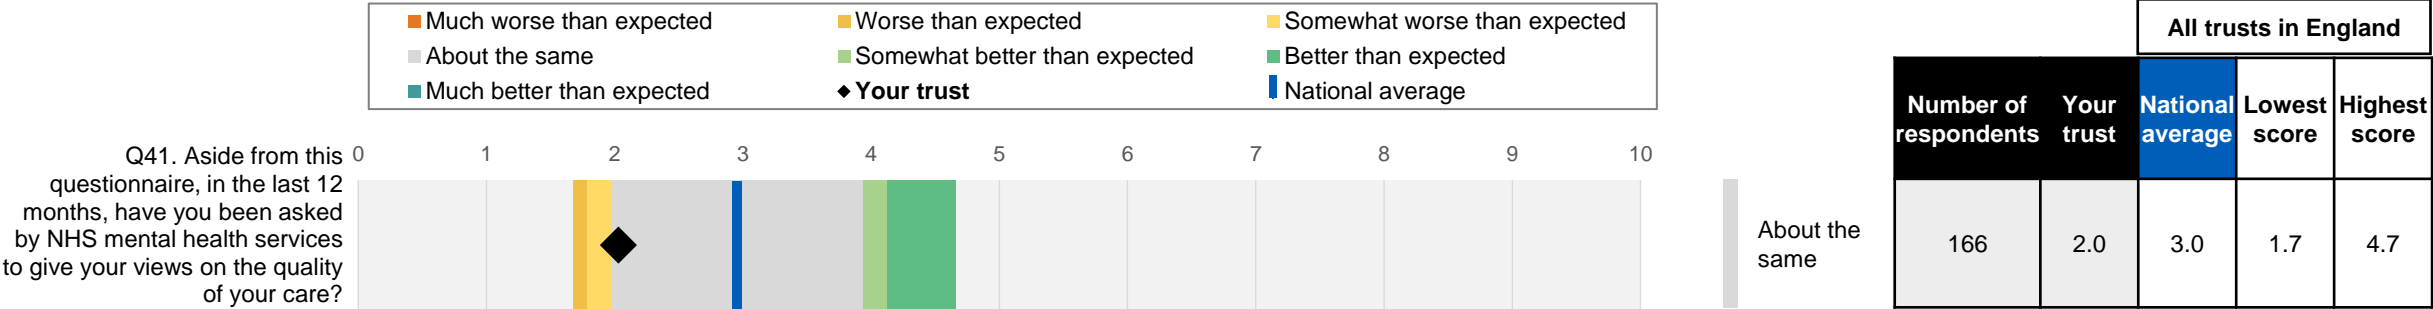 Much worse than expected
Worse than expected
Somewhat worse than expected
About the same
Somewhat better than expected
Better than expected
Much better than expected
Your trust
National average
All trusts in England
Number of respondents
Your trust
National average
Lowest score
Highest score
Q41. Aside from this
questionnaire, in the last 12
months, have you been asked
by NHS mental health services
to give your views on the quality
of your care?
0 1 2 3 4 5 6 7 8 9 10
About the
same
166 2.0 3.0 1.7 4.7